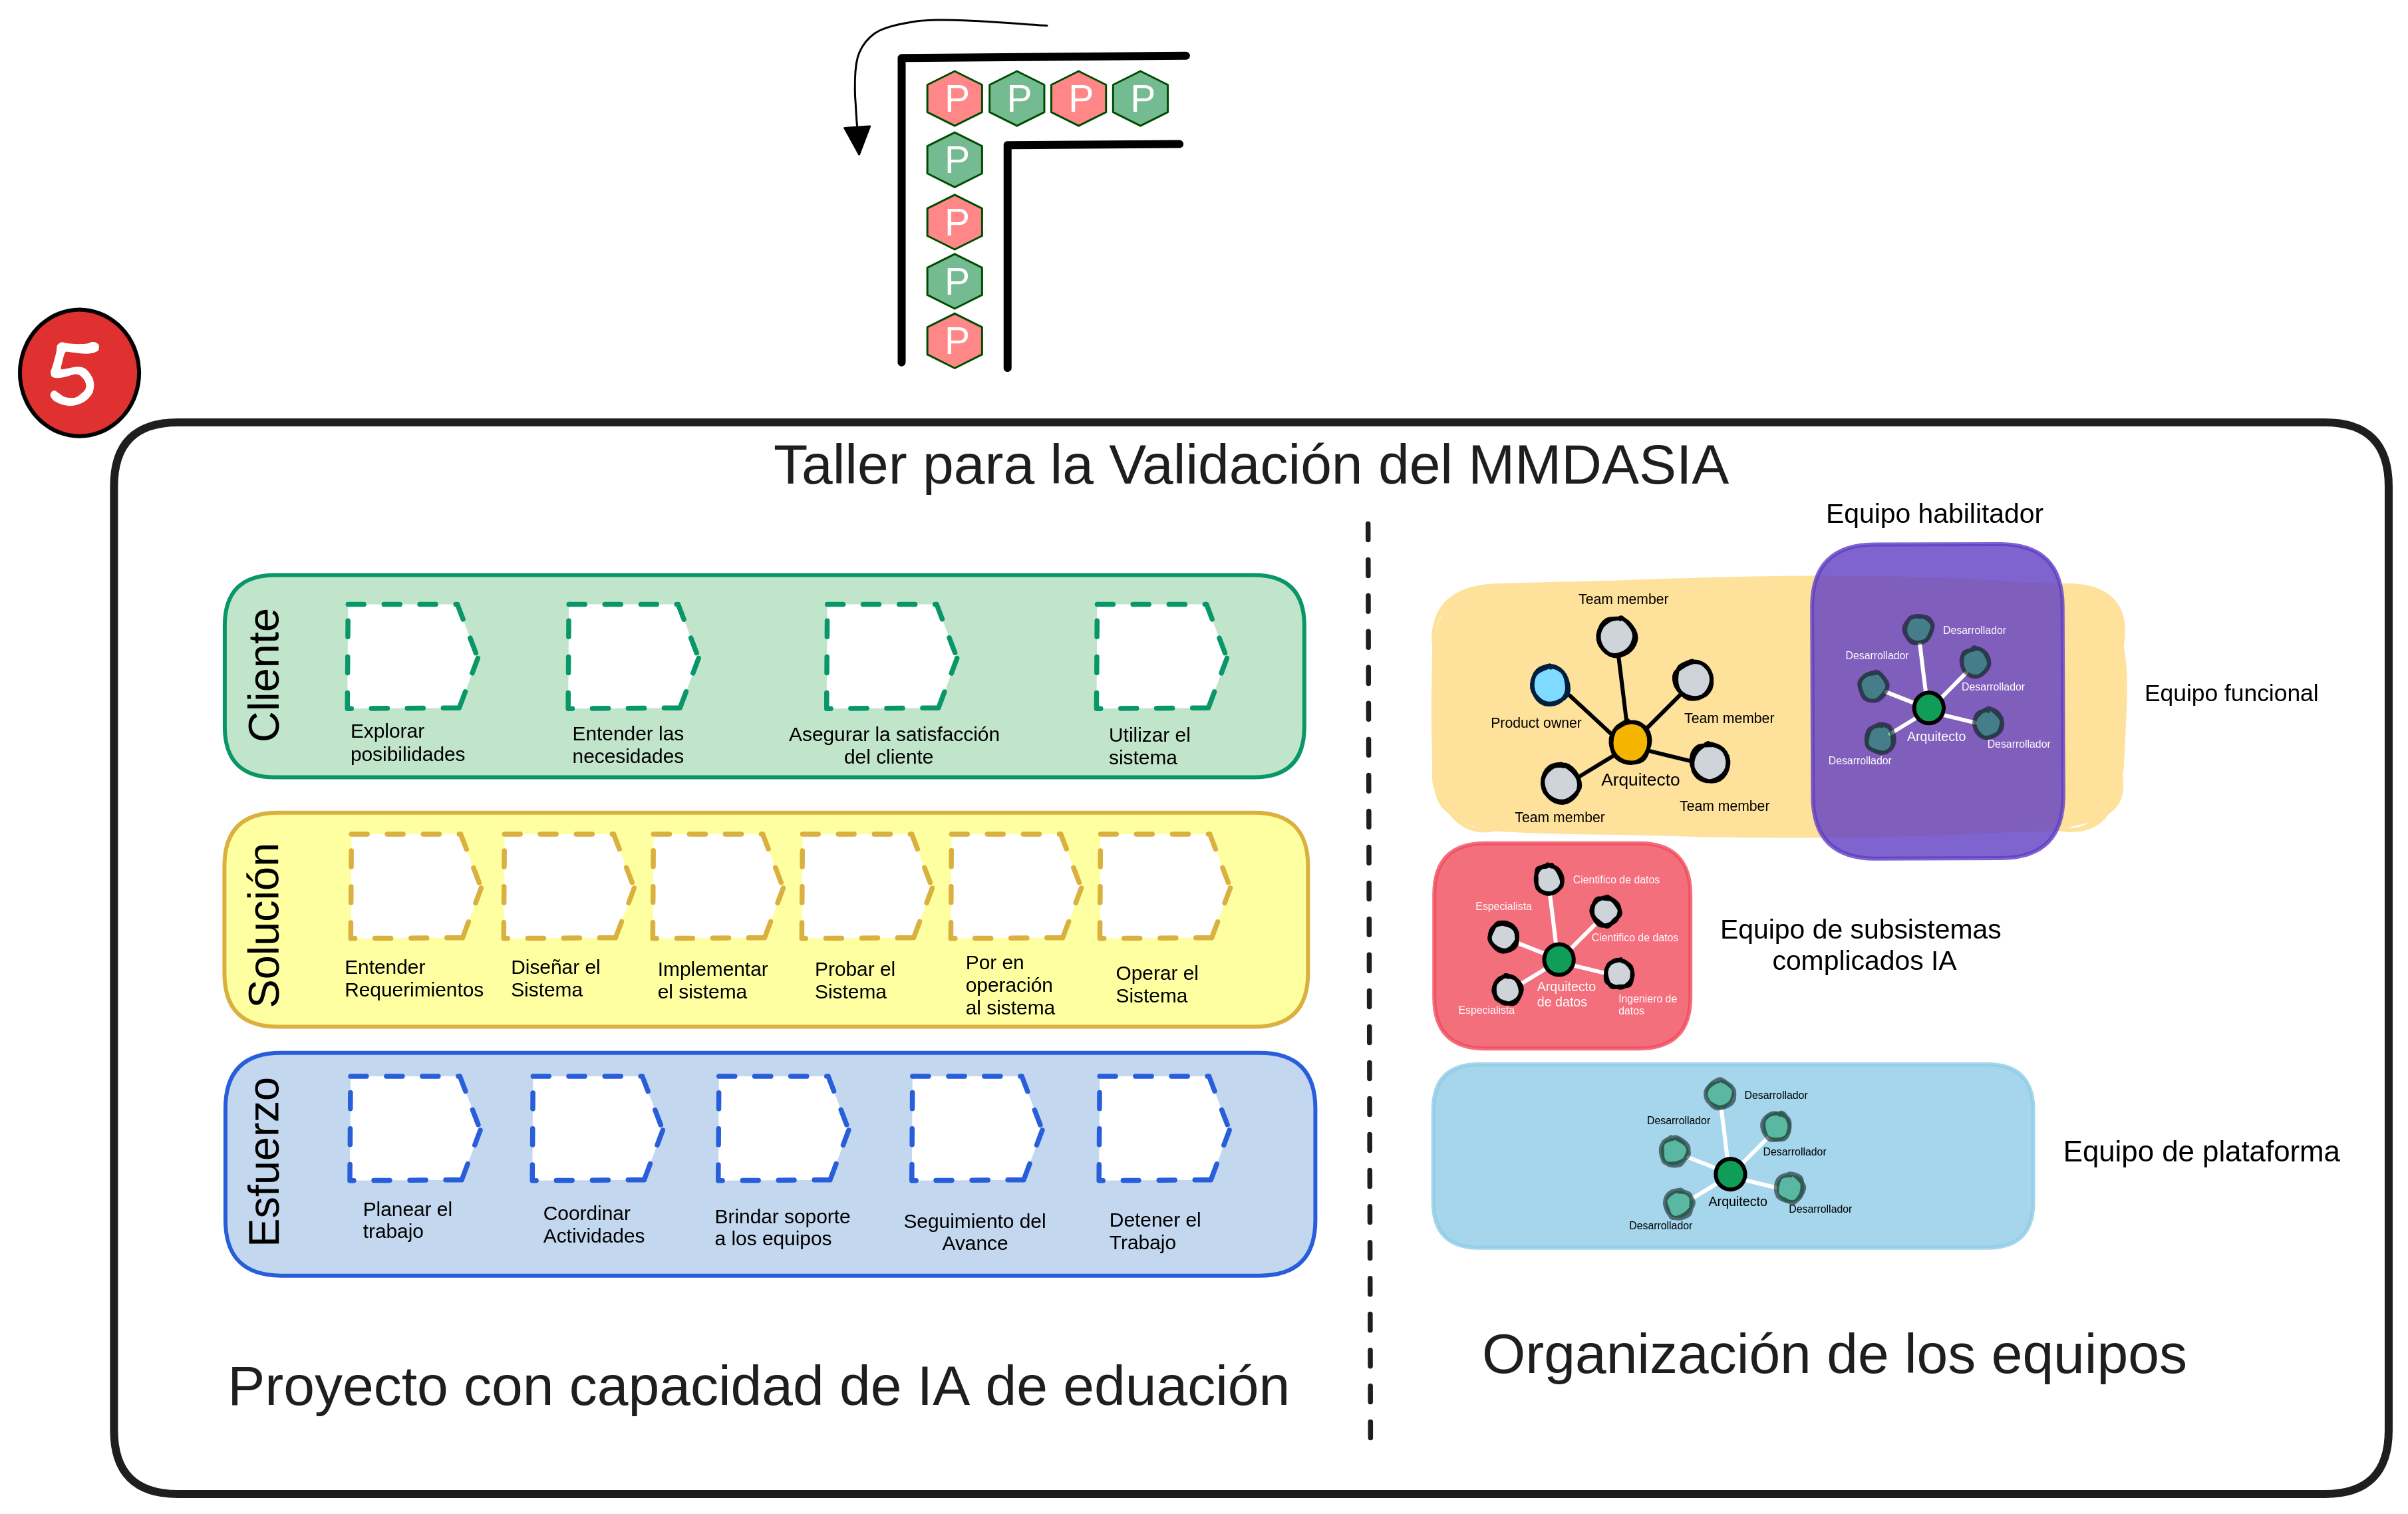 P P P P
P
P
P
P
5
Taller para la Validación del MMDASIA
Cliente
Explorar
posibilidades
Entender las
necesidades
Asegurar la satisfacción
del cliente
Utilizar el
sistema
Solución
Entender
Requerimientos
Diseñar el
Sistema
Implementar
el sistema
Probar el
Sistema
Por en
operación
al sistema
Operar el
Sistema
Esfuerzo
Planear el
trabajo
Coordinar
Actividades
Brindar soporte
a los equipos
Seguimiento del
Avance
Detener el
Trabajo
Proyecto con capacidad de IA de eduación
Equipo habilitador
Team member
Product owner
Team member
Arquitecto
Team member
Team member
Desarrollador
Desarrollador
Desarrollador
Arquitecto
Desarrollador
Desarrollador
Equipo funcional
Cientifico de datos
Especialista
Cientifico de datos
Arquitecto
de datos
Ingeniero de
datos
Especialista
Equipo de subsistemas
complicados IA
Desarrollador
Desarrollador
Desarrollador
Arquitecto
Desarrollador
Desarrollador
Equipo de plataforma
Organización de los equipos